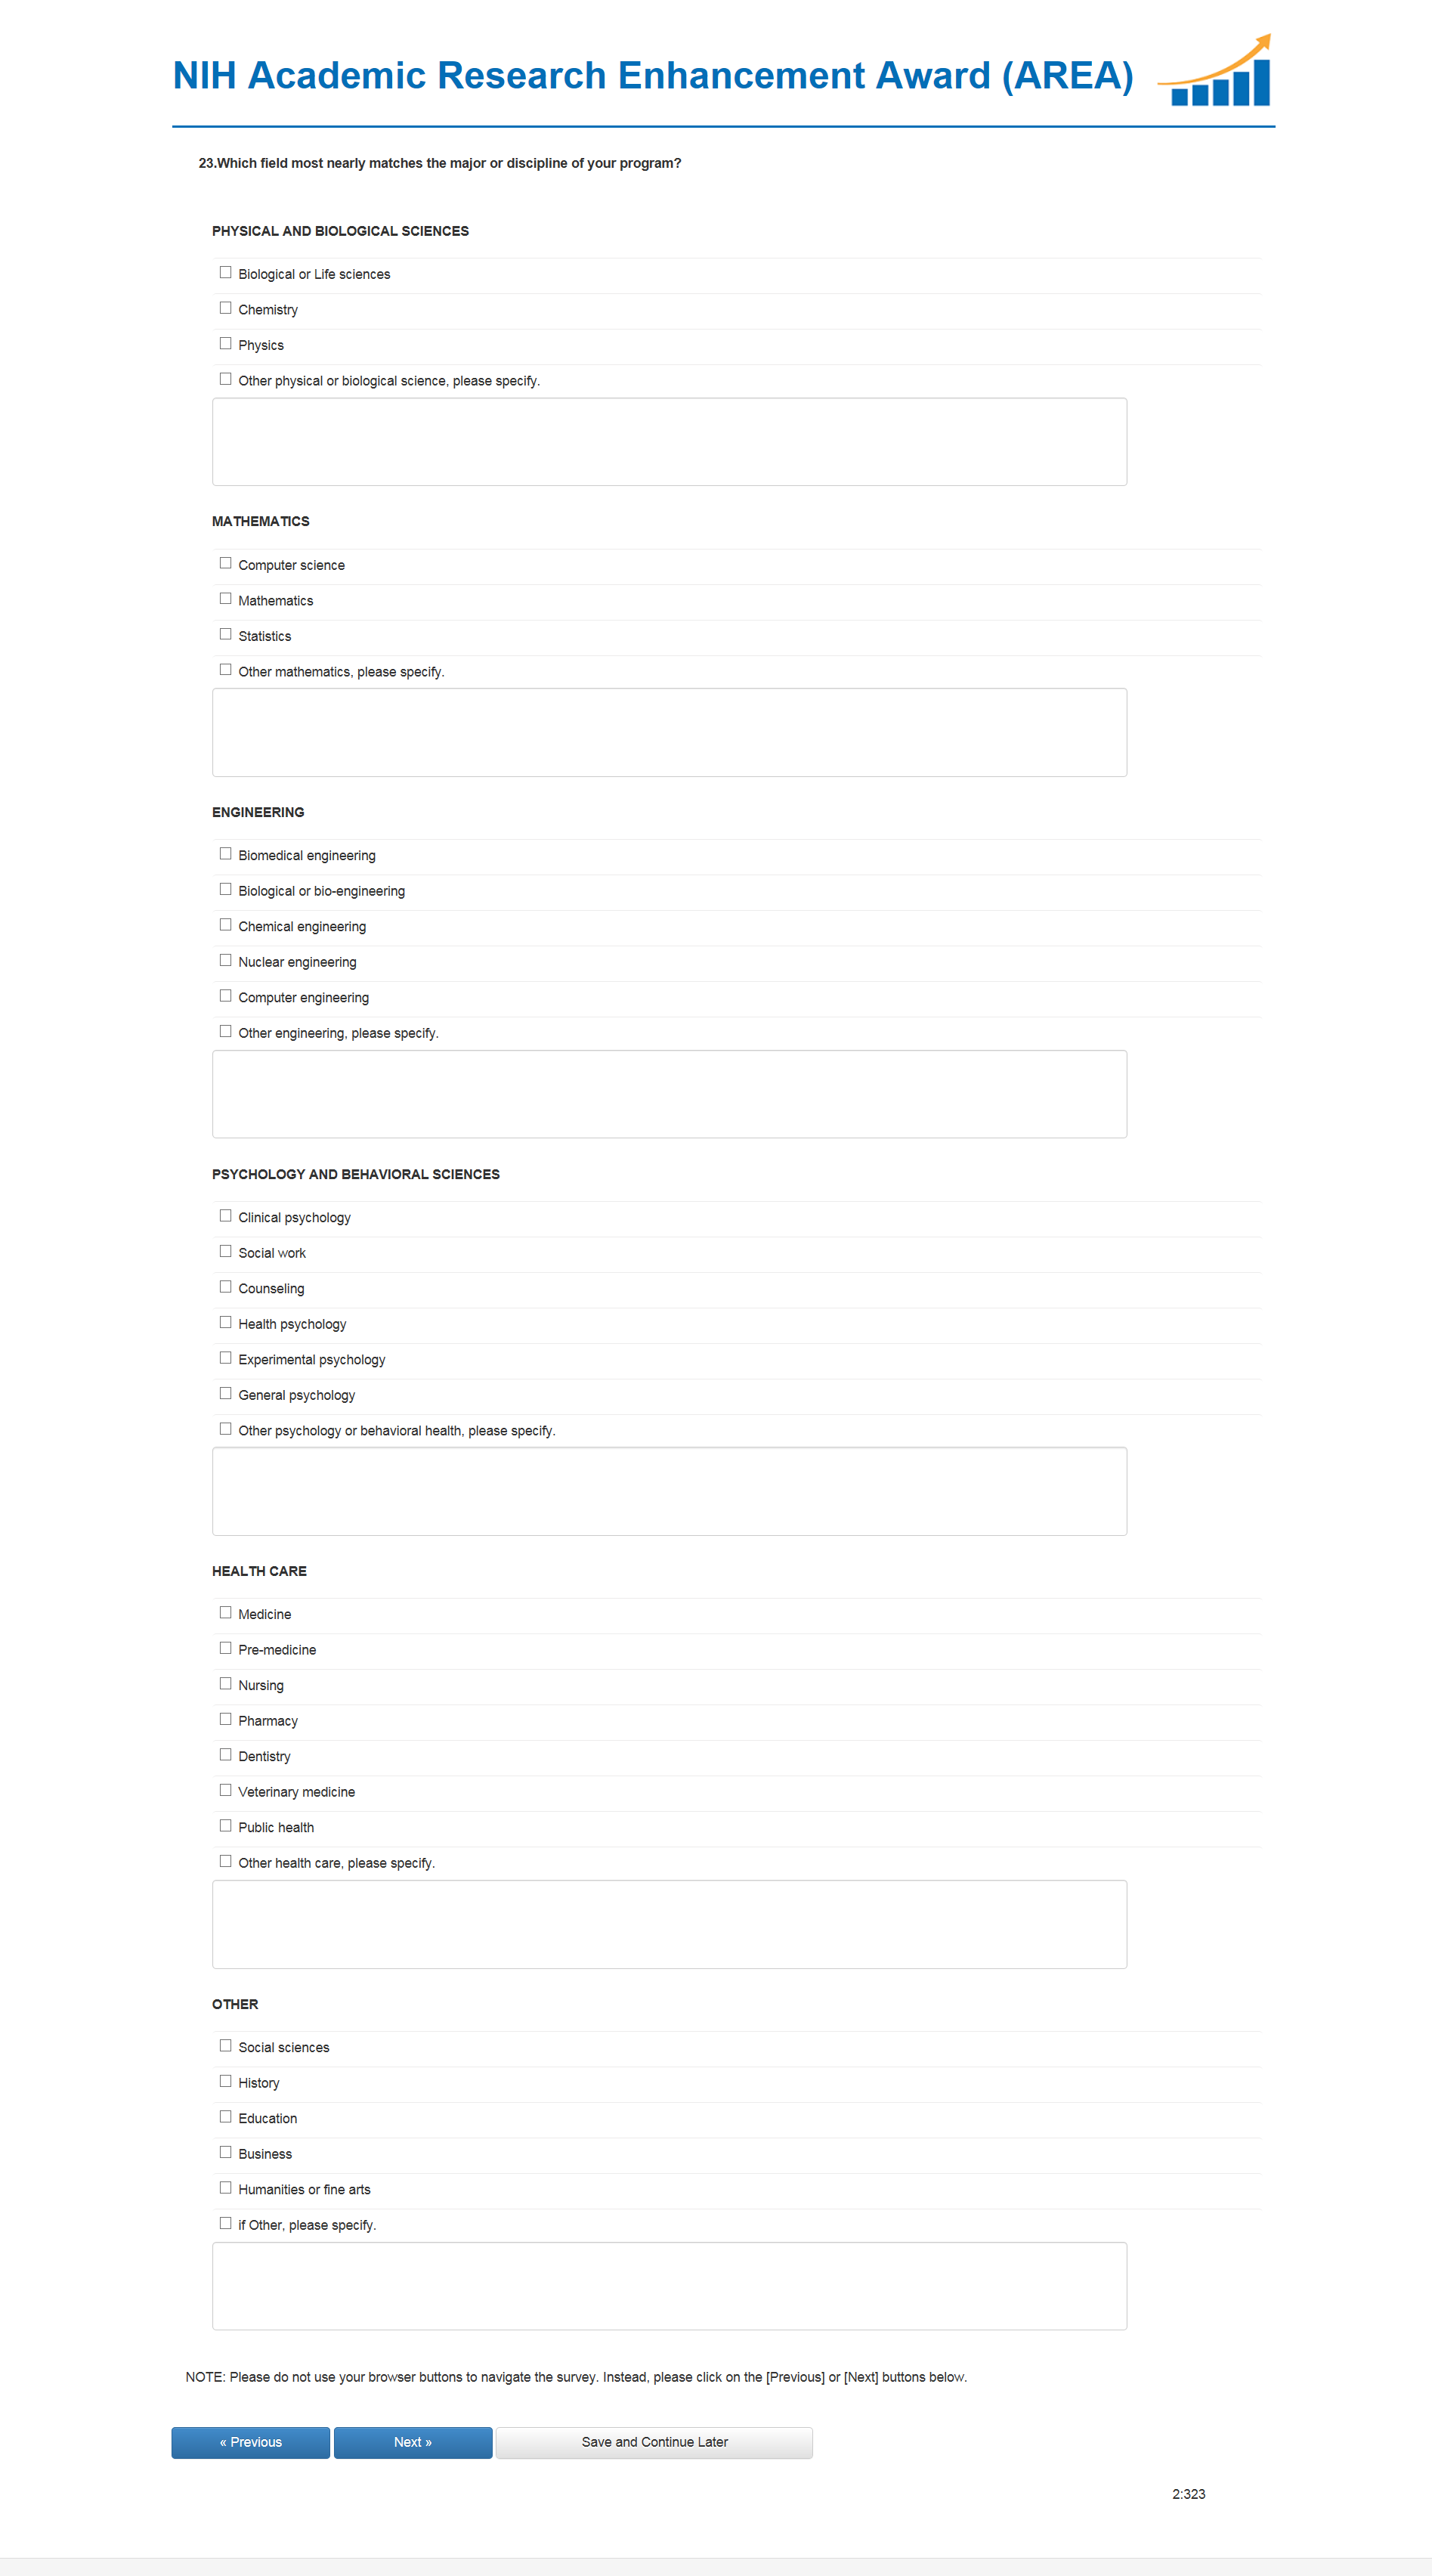 NIH Academic Research Enhancement Award (AREA)
23.Which field most nearly matches the major or discipline of your program?
PHYSICAL AND BIOLOGICAL SCIENCES
Biological or Life sciences
Chemistry
Physics
Other physical or biological science, please specify.
MATHEMATICS
Computer science
Mathematics
Statistics
Other mathematics, please specify.
ENGINEERING
Biomedical engineering
Biological or bio-engineering
Chemical engineering
Nuclear engineering
Computer engineering
Other engineering, please specify.
PSYCHOLOGY AND BEHAVIORAL SCIENCES
Clinical psychology
Social work
Counseling
Health psychology
Experimental psychology
General psychology
Other psychology or behavioral health, please specify.
HEALTH CARE
Medicine
Pre-medicine
Nursing
Pharmacy
Dentistry
Veterinary medicine
Public health
Other health care, please specify.
OTHER
Social sciences
History
Education
Business
Humanities or fine arts
if Other, please specify.
NOTE: Please do not use your browser buttons to navigate the survey. Instead, please click on the [Previous] or [Next] buttons below.
« Previous Next » Save and Continue Later
2:323